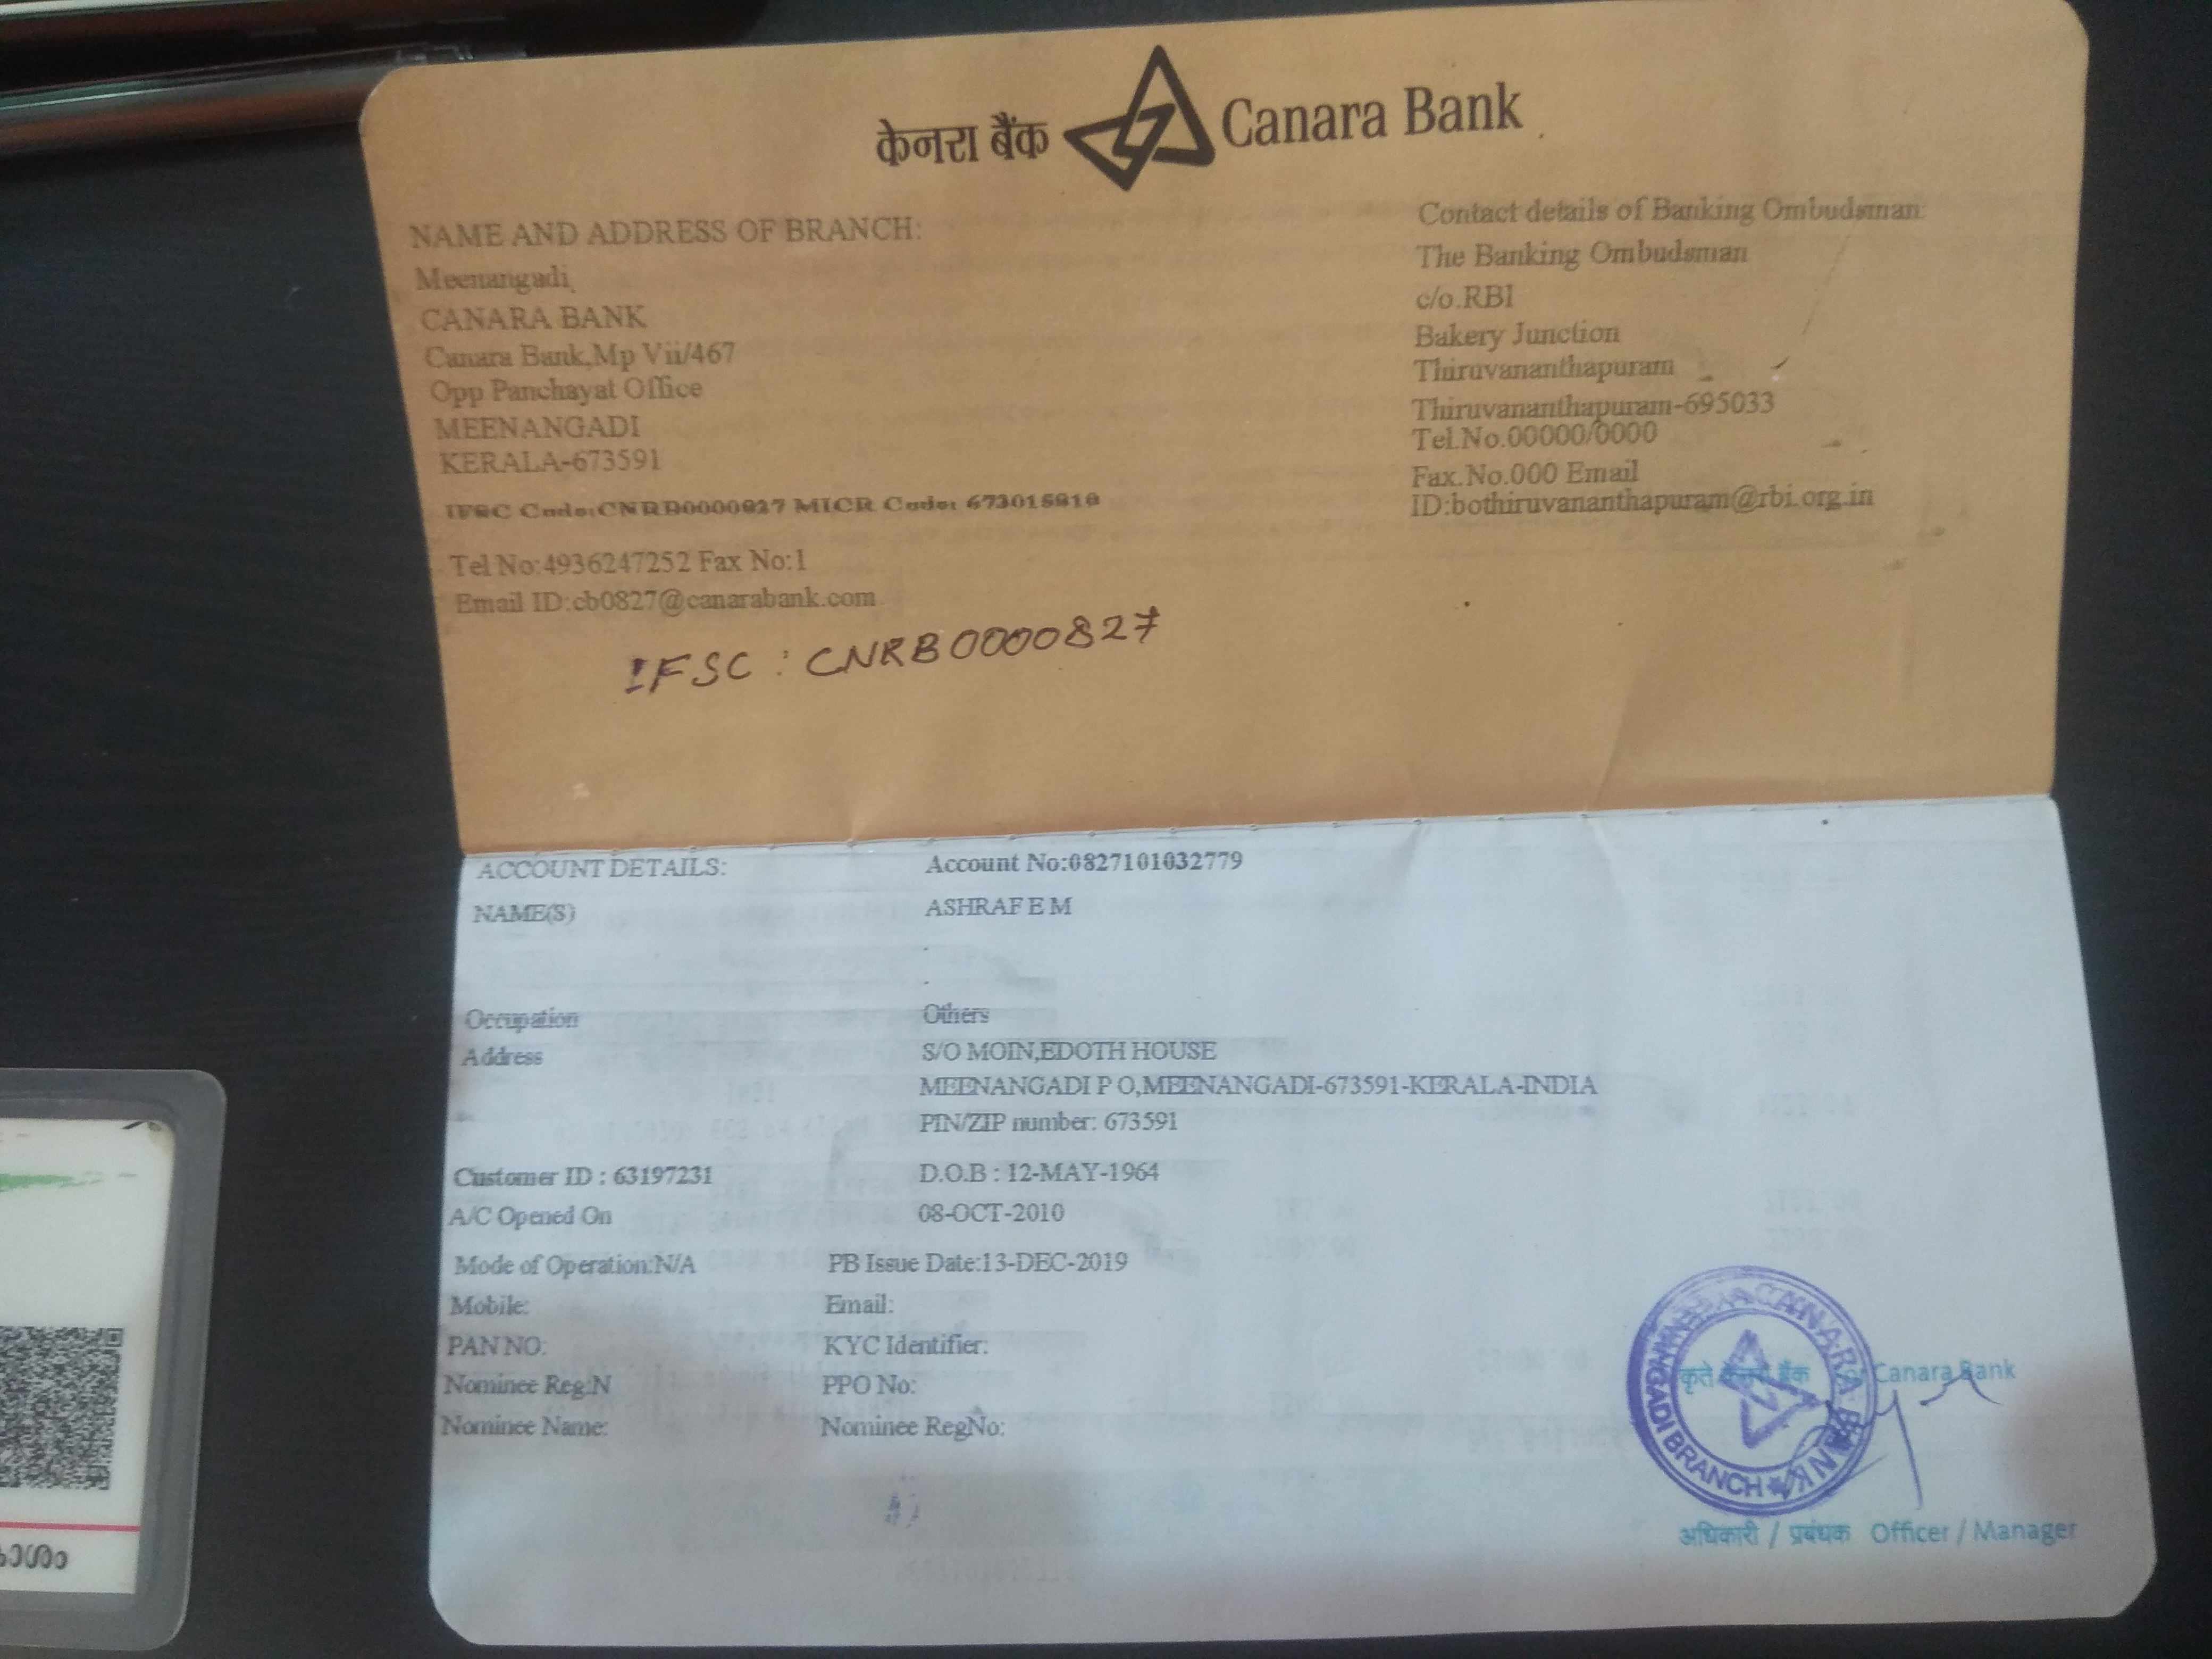 केनरा बैंक Canara Bank
NAME AND ADDRESS OF BRANCH:
Meenangadi
CANARA BANK
Canara Bank,Mp Vii/467
Opp Panchayat Office
MEENANGADI
KERALA-673591
IFSC Code:CNRB0000827 MICR Code:
Tel No:4936247252 Fax No:1
Email ID:cb0827@canarabank.com
IFSC : CNRB0000827
Contact details of Banking Ombudsman:
The Banking Ombudsman
c/o.RBI
Bakery Junction
Thiruvananthapuram
Thiruvananthapuram-695033
Tel.No.00000/0000
Fax.No.000 Email
ID:bothiruvananthapuram@rbi.org.in
ACCOUNT DETAILS: Account No:0827101032779
NAME(S) ASHRAF E M
Occupation Others
Address S/O MOIN,EDOTH HOUSE
MEENANGADI P O,MEENANGADI-673591-KERALA-INDIA
PIN/ZIP number: 673591
Customer ID : 63197231 D.O.B : 12-MAY-1964
A/C Opened On 08-OCT-2010
Mode of Operation:N/A PB Issue Date:13-DEC-2019
Mobile: Email:
PAN NO: KYC Identifier:
Nominee Reg:N PPO No:
Nominee Name: Nominee RegNo:
CANARA BANK
BRANCH
कृते केनरा बैंक Canara Bank
अधिकारी / प्रबंधक Officer / Manager